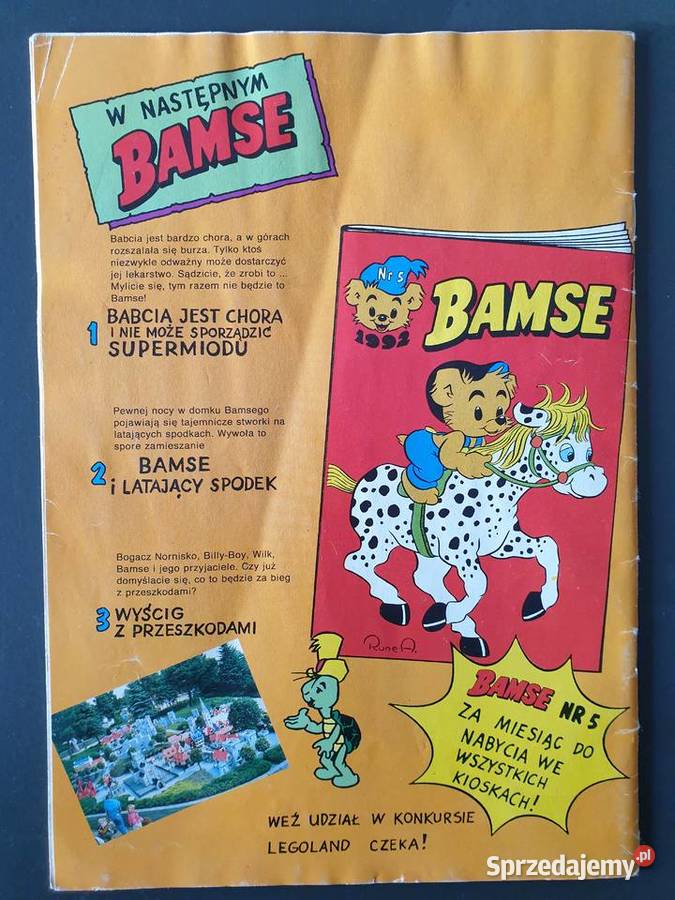 W NASTĘPNYM
BAMSE
Babcia jest bardzo chora, a w górach
rozszalała się burza. Tylko ktoś
niezwykle odważny może dostarczyć
jej lekarstwo. Sądzicie, że zrobi to ...
Mylicie się, tym razem nie będzie to
Bamse!
1 BABCIA JEST CHORA
I NIE MOŻE SPORZĄDZIĆ
SUPERMIODU
Pewnej nocy w domku Bamsego
pojawiają się tajemnicze stworki na
latających spodkach. Wywoła to
spore zamieszanie
2 BAMSE
i LATAJĄCY SPODEK
Bogacz Nornisko, Billy-Boy, Wilk,
Bamse i jego przyjaciele. Czy już
domyślacie się, co to będzie za bieg
z przeszkodami?
3 WYŚCIG
Z PRZESZKODAMI
Nr 5
1992
BAMSE
Rune A.
BAMSE NR 5
ZA MIESIĄC DO
NABYCIA WE
WSZYSTKICH
KIOSKACH!
WEŹ UDZIAŁ W KONKURSIE
LEGOLAND CZEKA!
Sprzedajemy.pl